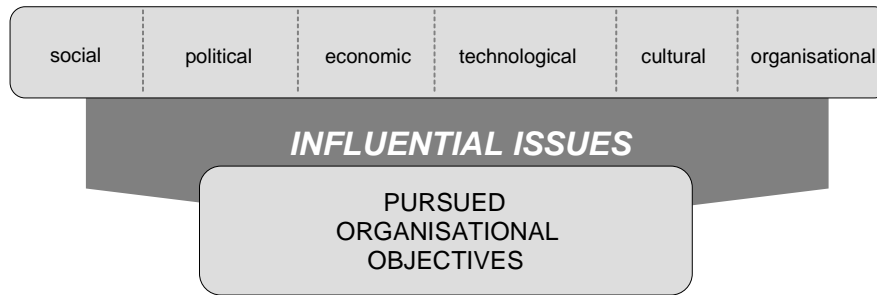 social political economic technological cultural organisational
INFLUENTIAL ISSUES
PURSUED
ORGANISATIONAL
OBJECTIVES